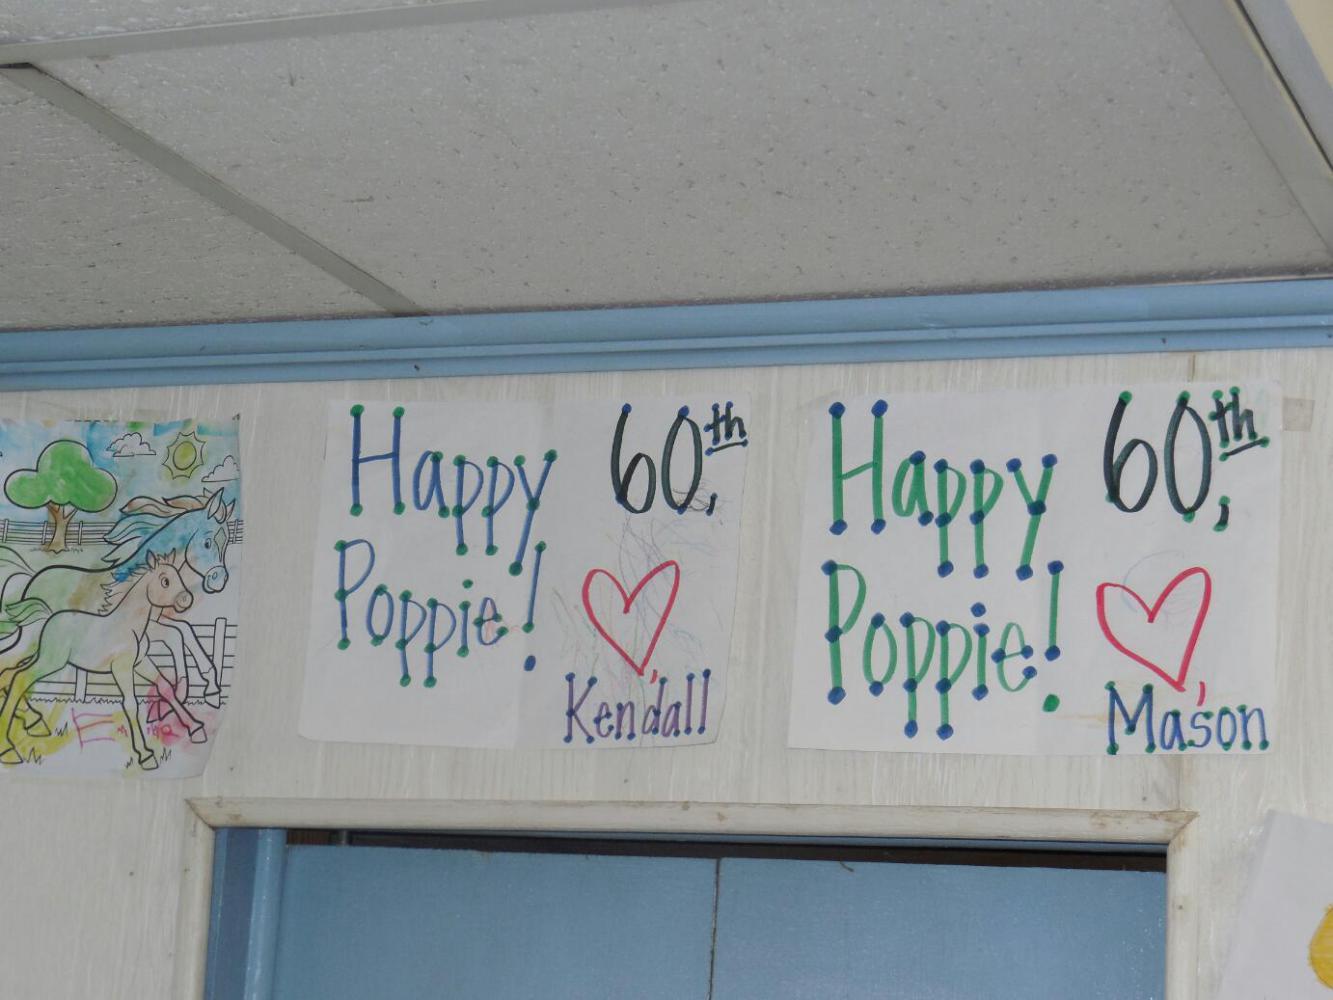 Happy 60th,
Poppie!
♥,
Kendall
Happy 60th,
Poppie!
♥,
Mason